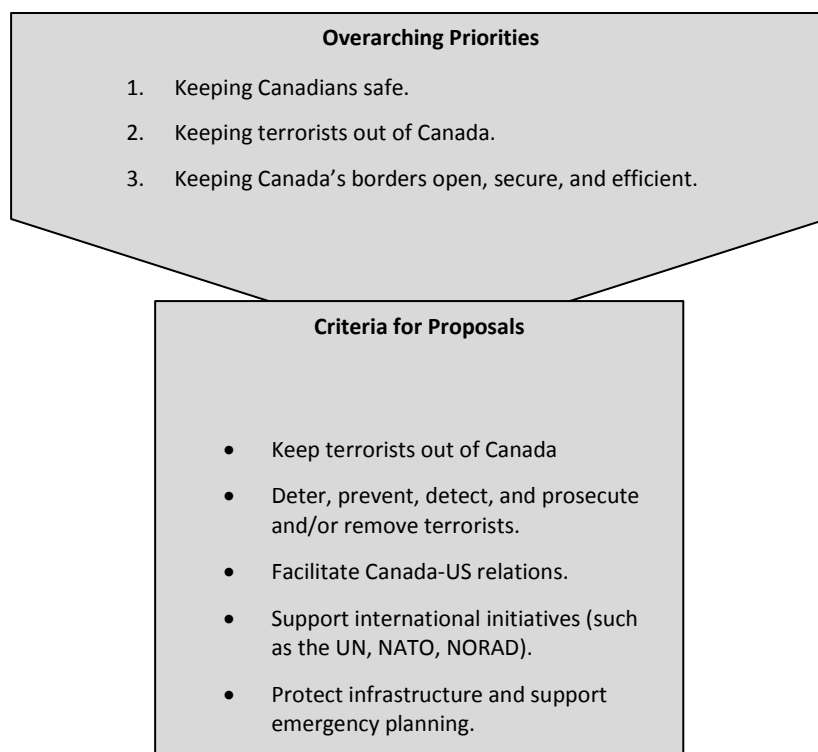 Overarching Priorities
1. Keeping Canadians safe.
2. Keeping terrorists out of Canada.
3. Keeping Canada’s borders open, secure, and efficient.
Criteria for Proposals
• Keep terrorists out of Canada
• Deter, prevent, detect, and prosecute
and/or remove terrorists.
• Facilitate Canada-US relations.
• Support international initiatives (such
as the UN, NATO, NORAD).
• Protect infrastructure and support
emergency planning.